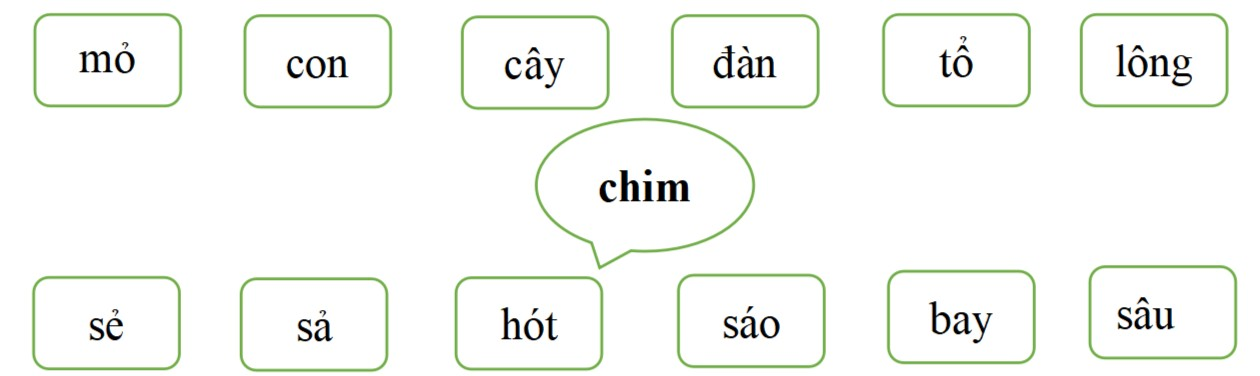 mỏ con cây đàn tổ lông
chim
sẻ sả hót sáo bay sâu